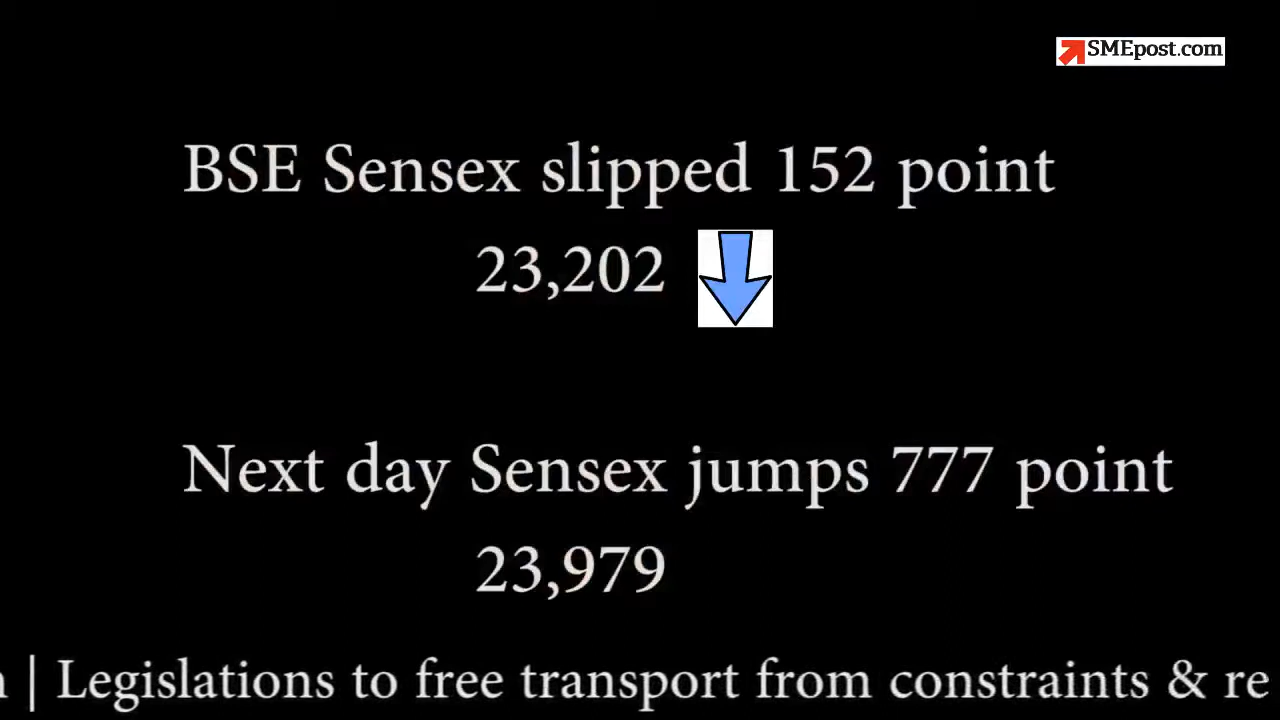 SMEpost.com
BSE Sensex slipped 152 point
23,202
Next day Sensex jumps 777 point
23,979
| Legislations to free transport from constraints & re